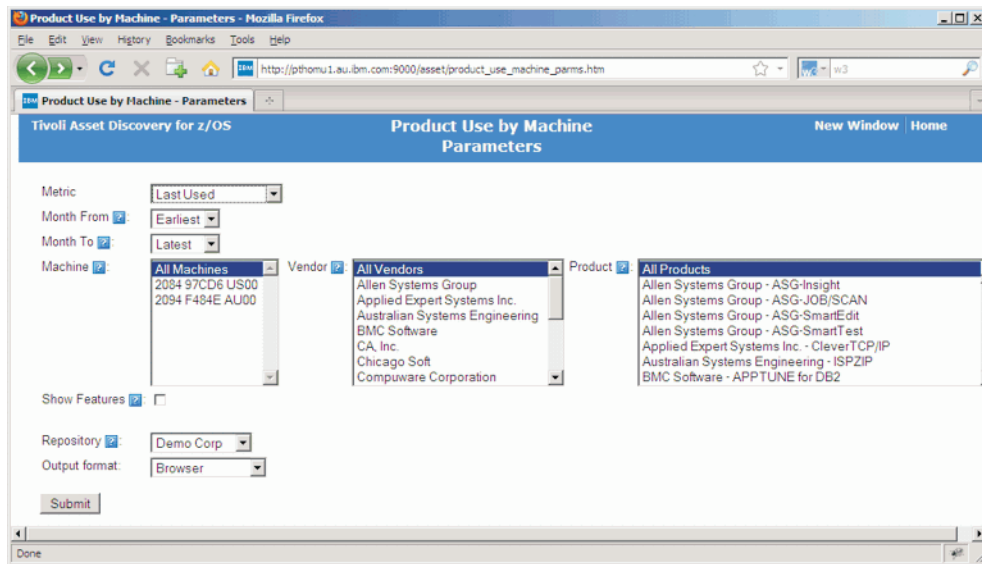 Product Use by Machine - Parameters - Mozilla Firefox
File Edit View History Bookmarks Tools Help
IBM http://pthomu1.au.ibm.com:9000/asset/product_use_machine_parms.htm w3
IBM Product Use by Machine - Parameters
Tivoli Asset Discovery for z/OS Product Use by Machine New Window Home
Parameters
Metric Last Used
Month From ?: Earliest
Month To ?: Latest
Machine ?: All Machines Vendor ?: All Vendors Product ?: All Products
2084 97CD6 US00 Allen Systems Group Allen Systems Group - ASG-Insight
2094 F484E AU00 Applied Expert Systems Inc. Allen Systems Group - ASG-JOB/SCAN
Australian Systems Engineering Allen Systems Group - ASG-SmartEdit
BMC Software Allen Systems Group - ASG-SmartTest
CA, Inc. Applied Expert Systems Inc. - CleverTCP/IP
Chicago Soft Australian Systems Engineering - ISPZIP
Compuware Corporation BMC Software - APPTUNE for DB2
Show Features ?:
Repository ?: Demo Corp
Output format: Browser
Submit
Done